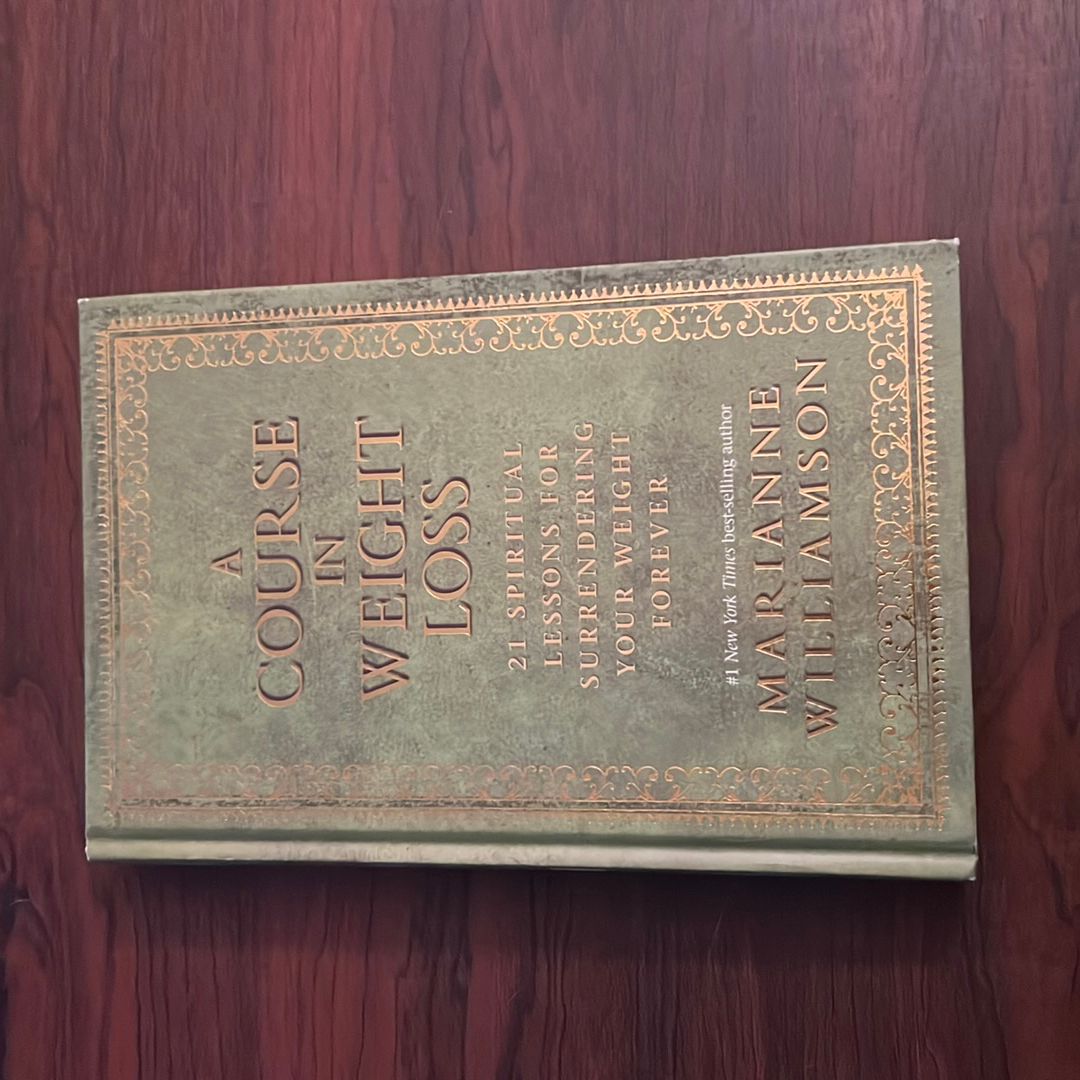 A
COURSE
IN
WEIGHT
LOSS
21 SPIRITUAL
LESSONS FOR
SURRENDERING
YOUR WEIGHT
FOREVER
#1 New York Times best-selling author
MARIANNE
WILLIAMSON